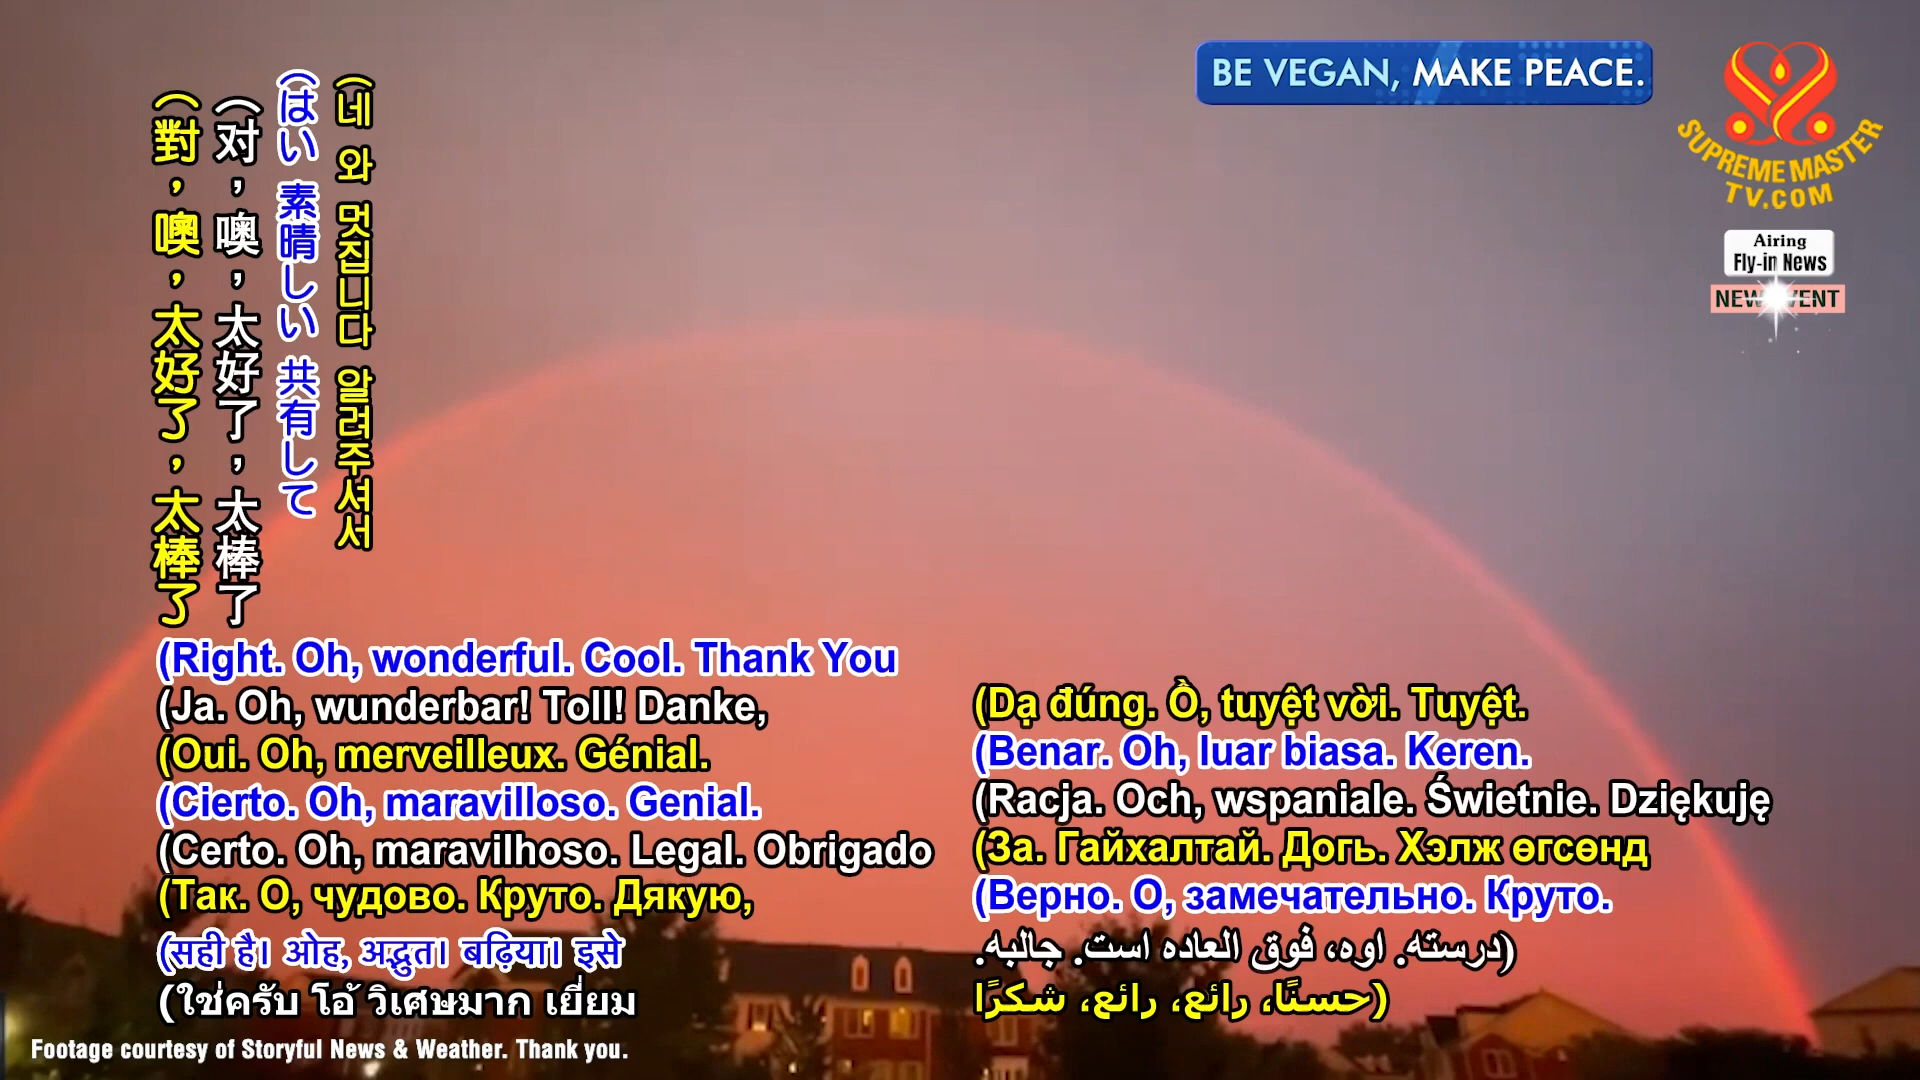 BE VEGAN, MAKE PEACE.
SUPREME MASTER
TV.COM
Airing
Fly-in News
(네 와 멋집니다 알려주셔서
(はい 素晴しい 共有して
(对，噢，太好了，太棒了
(對，噢，太好了，太棒了
(Right. Oh, wonderful. Cool. Thank You
(Ja. Oh, wunderbar! Toll! Danke,
(Oui. Oh, merveilleux. Génial.
(Cierto. Oh, maravilloso. Genial.
(Certo. Oh, maravilhoso. Legal. Obrigado
(Так. О, чудово. Круто. Дякую,
(सही है। ओह, अद्भुत। बढ़िया। इसे
(ใช่ครับ โอ้ วิเศษมาก เยี่ยม
(Dạ đúng. Ồ, tuyệt vời. Tuyệt.
(Benar. Oh, luar biasa. Keren.
(Racja. Och, wspaniale. Świetnie. Dziękuję
(За. Гайхалтай. Догь. Хэлж өгсөнд
(Верно. О, замечательно. Круто.
(درسته. اوه، فوق العاده است. جالبه.
(حسنًا، رائع، رائع، شكرًا
Footage courtesy of Storyful News & Weather. Thank you.